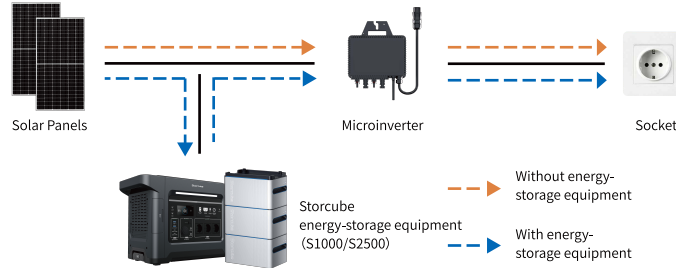 Solar Panels
Microinverter
Socket
Storcube
energy-storage equipment
（S1000/S2500）
Without energy-
storage equipment
With energy-
storage equipment